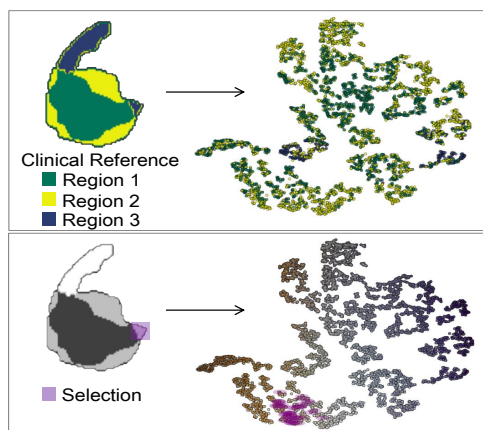 Clinical Reference
Region 1
Region 2
Region 3
Selection